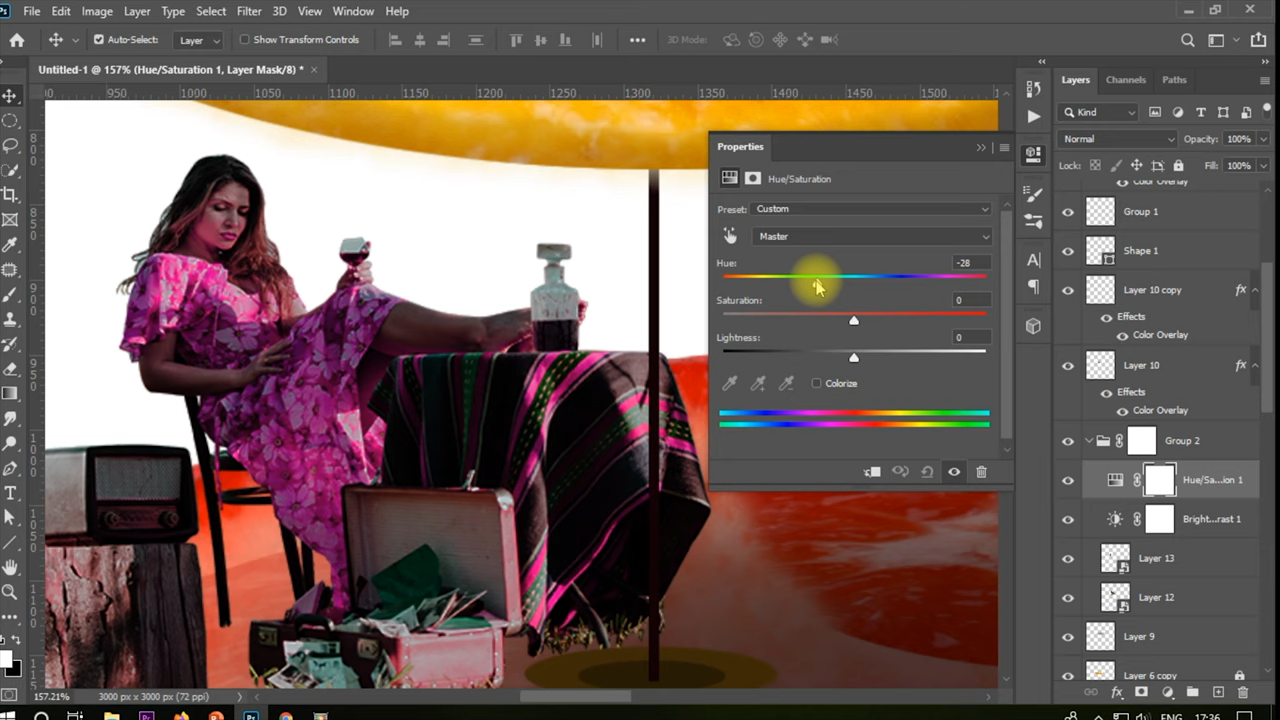 Ps File Edit Image Layer Type Select Filter 3D View Window Help
Auto-Select: Layer Show Transform Controls 3D Mode:
Untitled-1 @ 157% (Hue/Saturation 1, Layer Mask/8) *
950 1000 1050 1100 1150 1200 1250 1300 1350 1400 1450 1500
Properties
Hue/Saturation
Preset: Custom
Master
Hue: -28
Saturation: 0
Lightness: 0
Colorize
Layers Channels Paths
Kind
Normal Opacity: 100%
Lock: Fill: 100%
Color Overlay
Group 1
Shape 1
Layer 10 copy fx
Effects
Color Overlay
Layer 10 fx
Effects
Color Overlay
Group 2
Hue/Sa...ion 1
Bright...rast 1
Layer 13
Layer 12
Layer 9
Layer 6 copy
157.21% 3000 px x 3000 px (72 ppi)
17:36